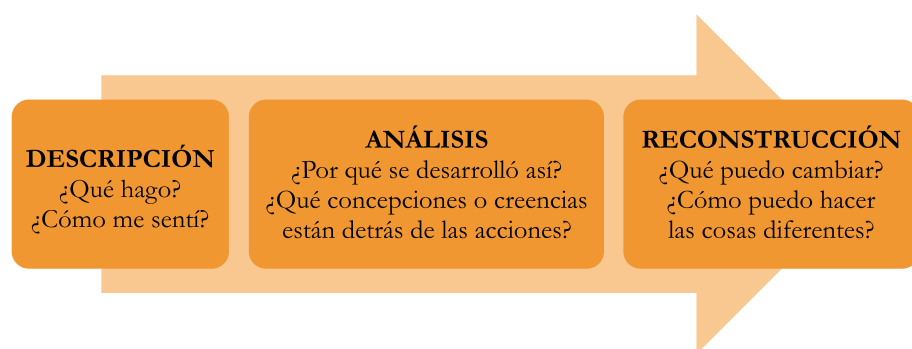 DESCRIPCIÓN
¿Qué hago?
¿Cómo me sentí?
ANÁLISIS
¿Por qué se desarrolló así?
¿Qué concepciones o creencias
están detrás de las acciones?
RECONSTRUCCIÓN
¿Qué puedo cambiar?
¿Cómo puedo hacer
las cosas diferentes?